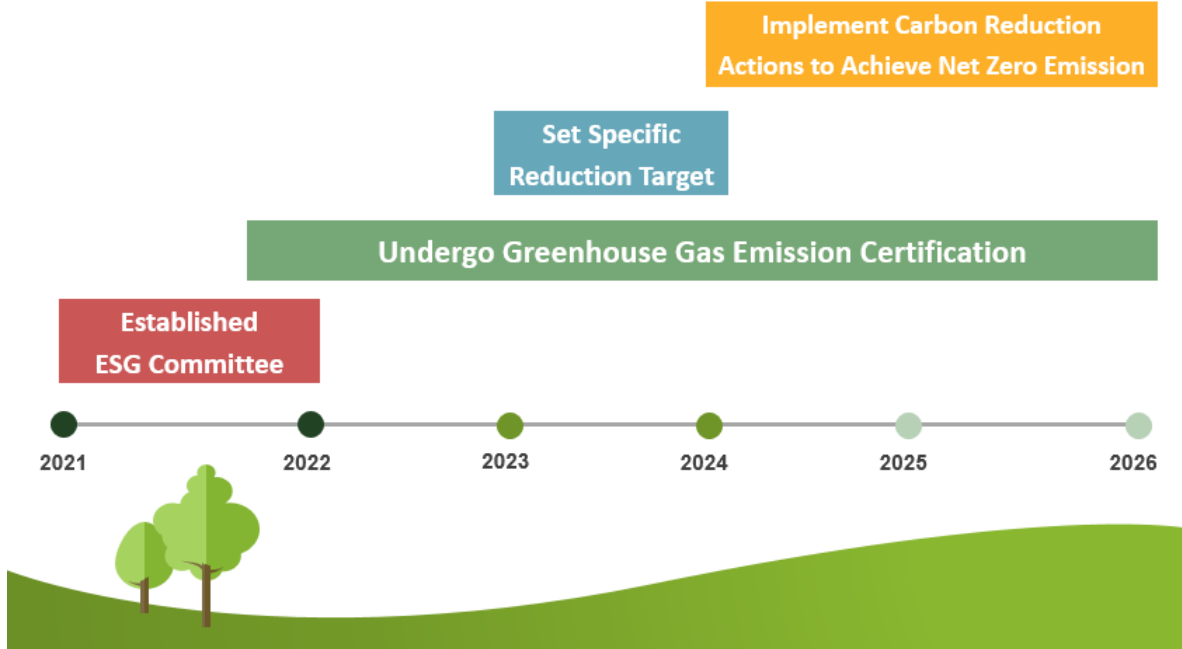 Implement Carbon Reduction
Actions to Achieve Net Zero Emission
Set Specific
Reduction Target
Undergo Greenhouse Gas Emission Certification
Established
ESG Committee
2021
2022
2023
2024
2025
2026